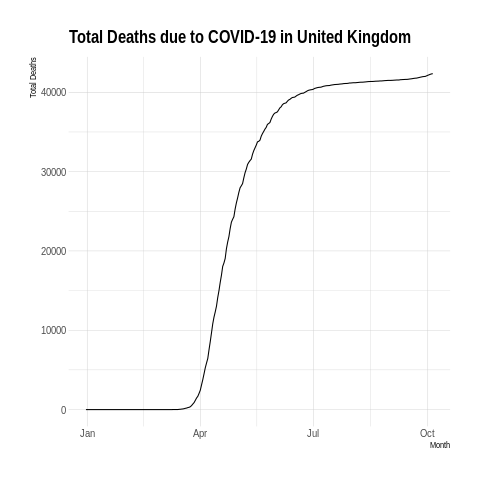 Total Deaths due to COVID-19 in United Kingdom
Total Deaths
40000
30000
20000
10000
0
Jan Apr Jul Oct
Month